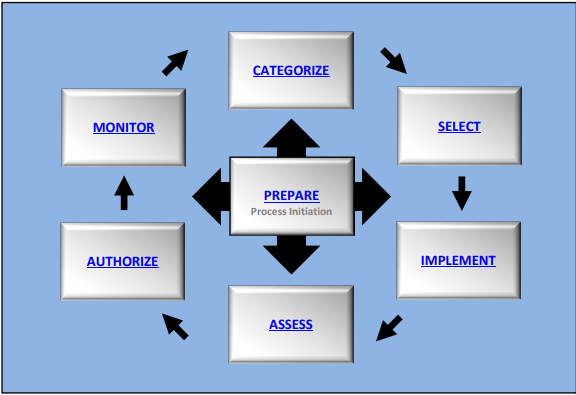 CATEGORIZE
MONITOR
SELECT
PREPARE
Process Initiation
AUTHORIZE
IMPLEMENT
ASSESS